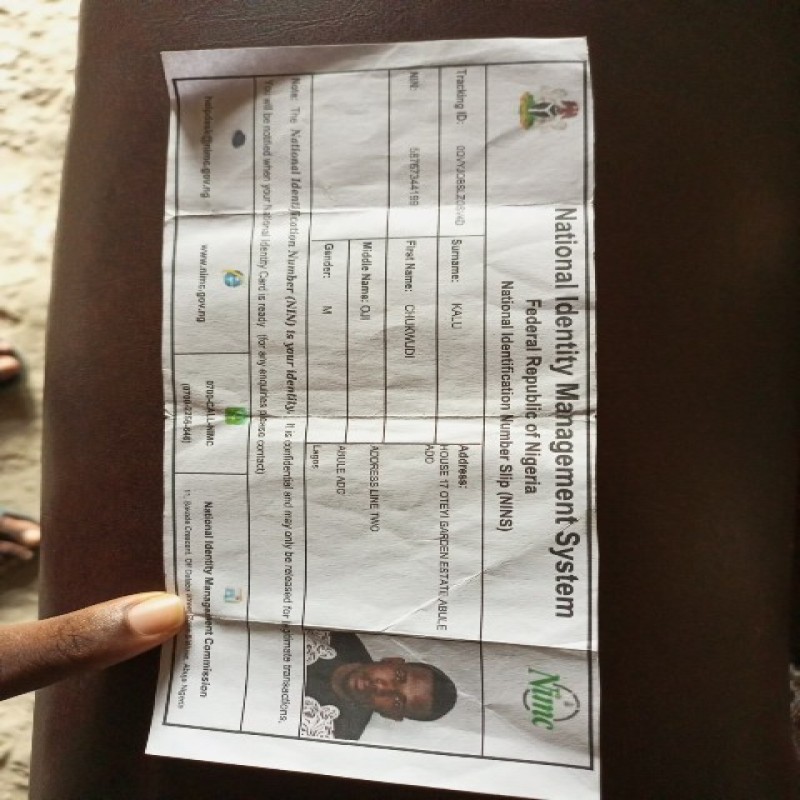 National Identity Management System
Federal Republic of Nigeria
National Identification Number Slip (NINS)
Nimc
Tracking ID:
Surname: KALU
Address:
HOUSE 17 OTEYI GARDEN ESTATE ABULE
ADO
NIN:
First Name: CHUKWUDI
Middle Name: OJI
ADDRESS LINE TWO
Gender: M
ABULE ADO
Lagos
Note: The National Identification Number (NIN) is your identity. It is confidential and may only be released for legitimate transactions.
You will be notified when your National Identity Card is ready (for any enquiries please contact)
helpdesk@nimc.gov.ng
www.nimc.gov.ng
0700-CALL-NIMC
(0700-2255-646)
National Identity Management Commission
11, Sokode Crescent, Off Dalaba Street, Zone 5 Wuse, Abuja Nigeria